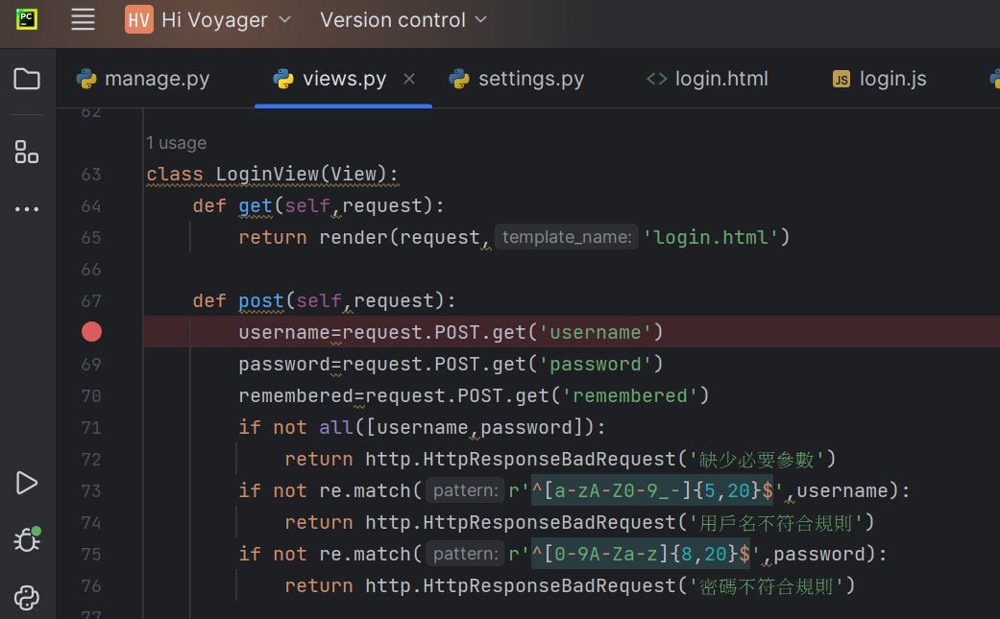 PC HV Hi Voyager Version control
manage.py views.py settings.py <> login.html JS login.js
62
1 usage
63 class LoginView(View):
64 def get(self,request):
65 return render(request, template_name: 'login.html')
66
67 def post(self,request):
username=request.POST.get('username')
69 password=request.POST.get('password')
70 remembered=request.POST.get('remembered')
71 if not all([username,password]):
72 return http.HttpResponseBadRequest('缺少必要參數')
73 if not re.match( pattern: r'^[a-zA-Z0-9_-]{5,20}$',username):
74 return http.HttpResponseBadRequest('用戶名不符合規則')
75 if not re.match( pattern: r'^[0-9A-Za-z]{8,20}$',password):
76 return http.HttpResponseBadRequest('密碼不符合規則')
77